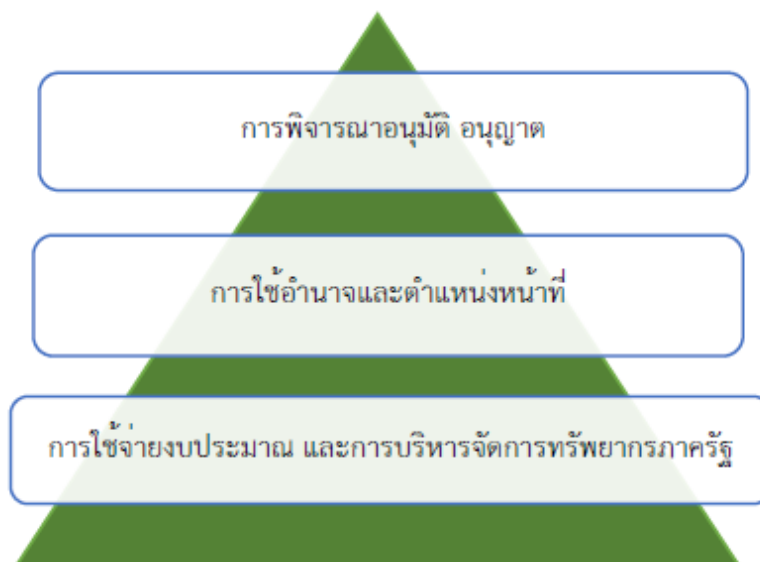 การพิจารณาอนุมัติ อนุญาต
การใช้อำนาจและตำแหน่งหน้าที่
การใช้จ่ายงบประมาณ และการบริหารจัดการทรัพยากรภาครัฐ